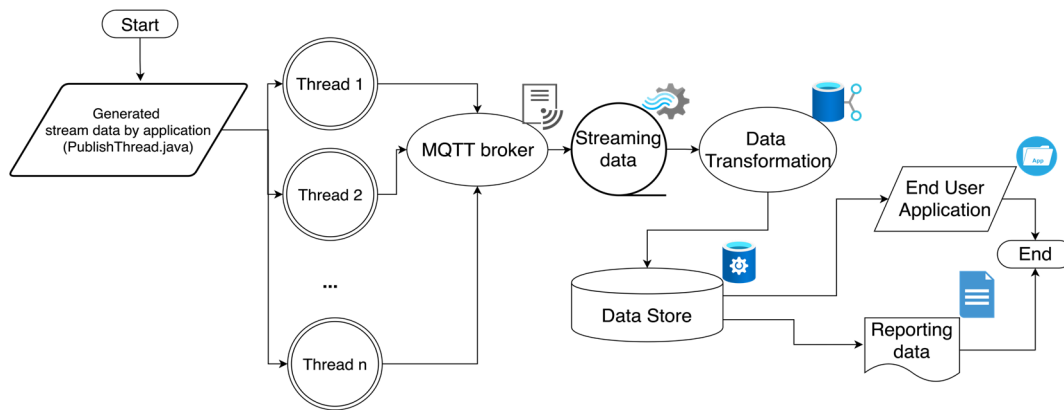 Start
Generated
stream data by application
(PublishThread.java)
Thread 1
Thread 2
...
Thread n
MQTT broker
Streaming
data
Data
Transformation
Data Store
End User
Application
App
Reporting
data
End